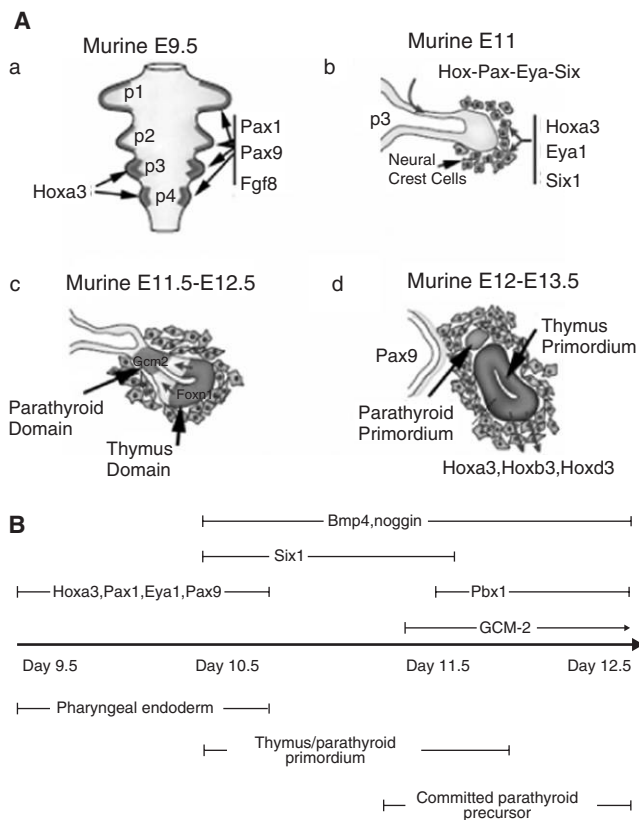 A
Murine E9.5
a
p1
p2
p3
p4
Hoxa3
Pax1
Pax9
Fgf8
Murine E11
b
Hox-Pax-Eya-Six
p3
Neural
Crest Cells
Hoxa3
Eya1
Six1
c
Murine E11.5-E12.5
Gcm2
Foxn1
Parathyroid
Domain
Thymus
Domain
d
Murine E12-E13.5
Pax9
Thymus
Primordium
Parathyroid
Primordium
Hoxa3,Hoxb3,Hoxd3
B
Bmp4,noggin
Six1
Hoxa3,Pax1,Eya1,Pax9
Pbx1
GCM-2
Day 9.5 Day 10.5 Day 11.5 Day 12.5
Pharyngeal endoderm
Thymus/parathyroid
primordium
Committed parathyroid
precursor